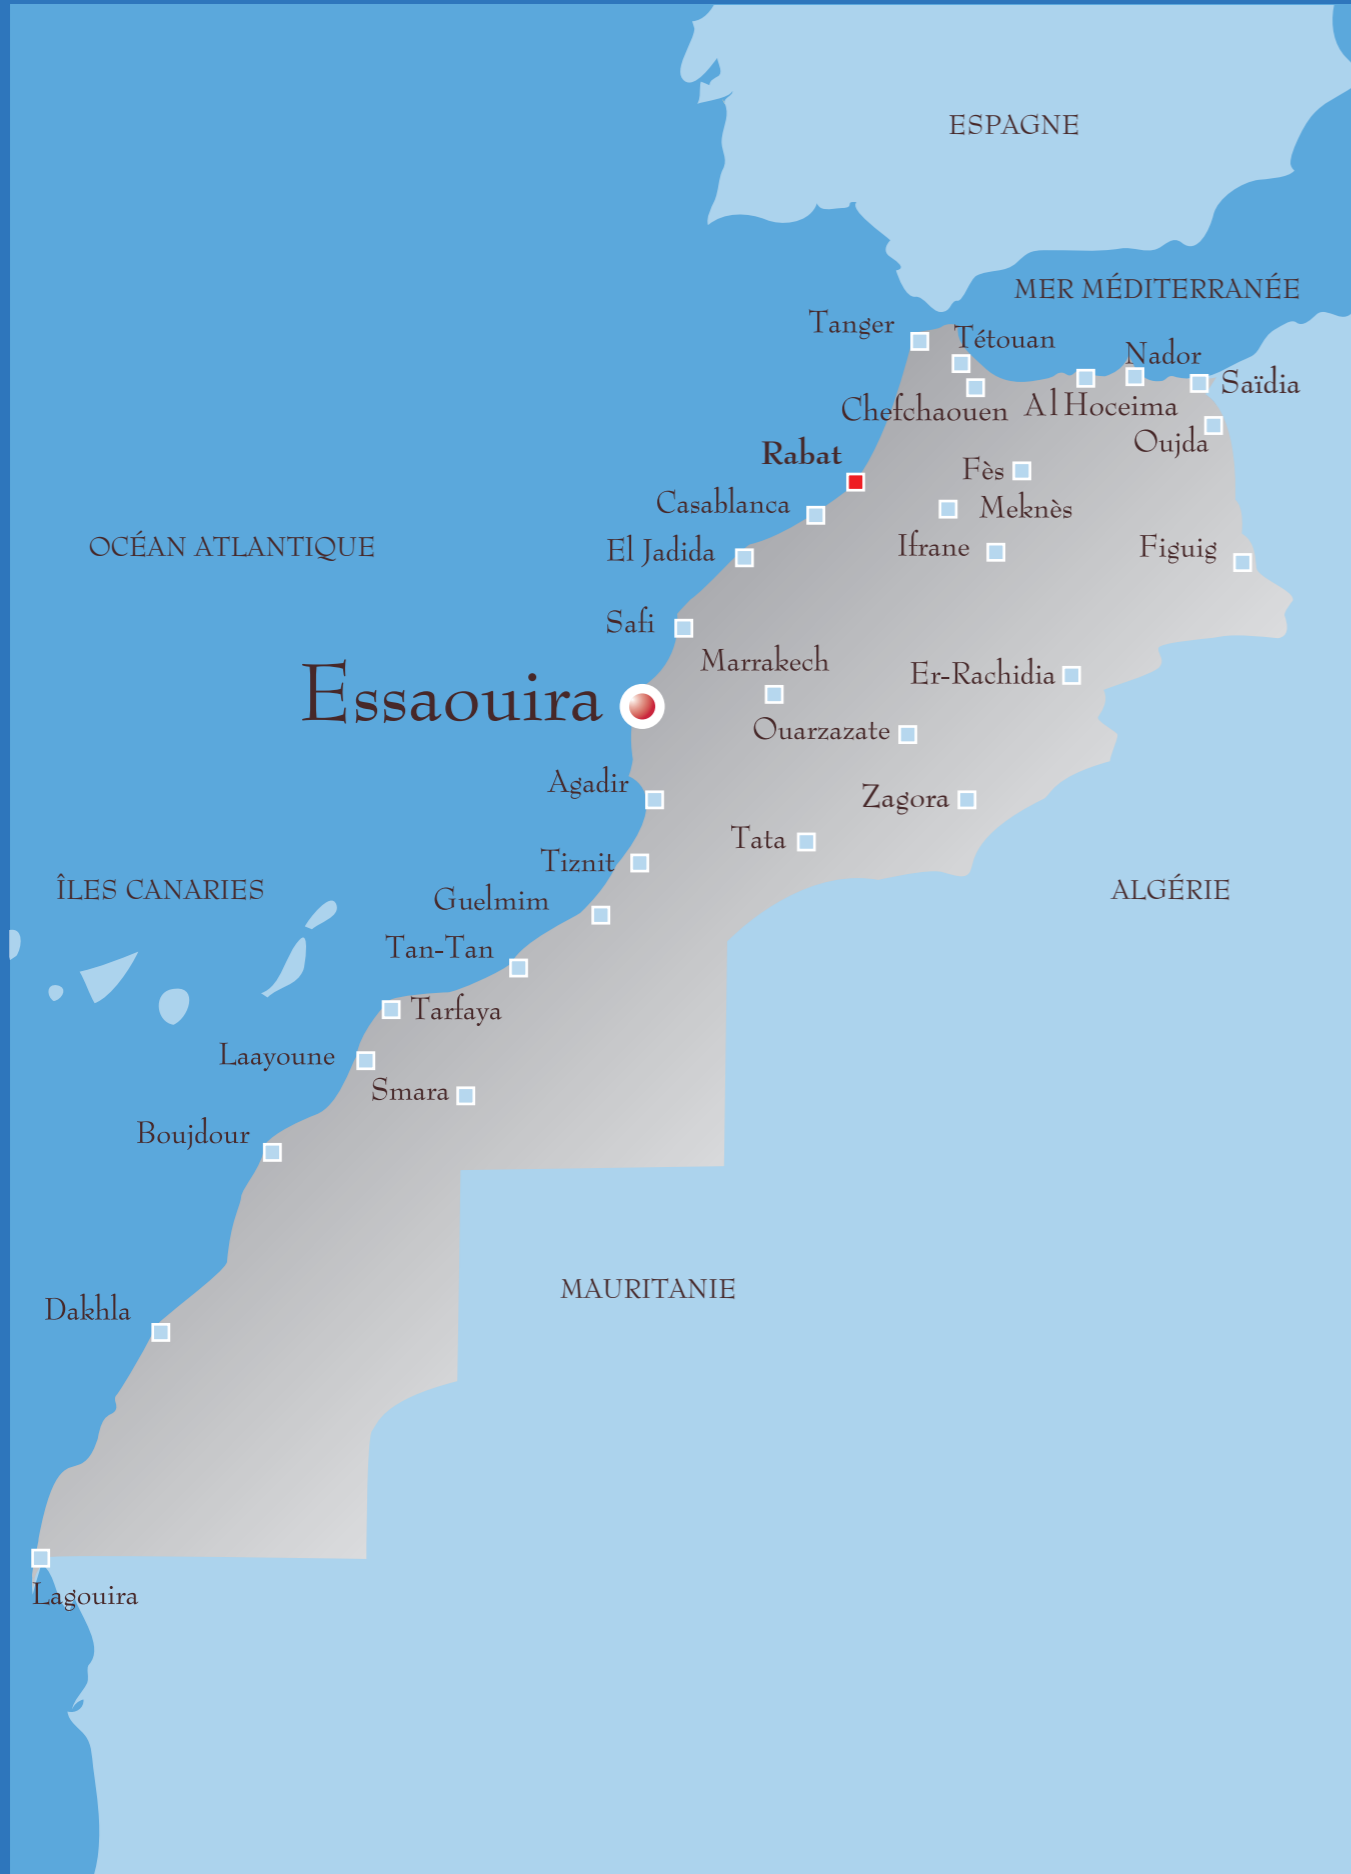 ESPAGNE
MER MÉDITERRANÉE
Tanger
Tétouan
Nador
Saïdia
Chefchaouen
Al Hoceima
Oujda
Rabat
Fès
Casablanca
Meknès
OCÉAN ATLANTIQUE
El Jadida
Ifrane
Figuig
Safi
Marrakech
Er-Rachidia
Essaouira
Ouarzazate
Agadir
Zagora
Tata
Tiznit
ÎLES CANARIES
Guelmim
ALGÉRIE
Tan-Tan
Tarfaya
Laayoune
Smara
Boujdour
MAURITANIE
Dakhla
Lagouira